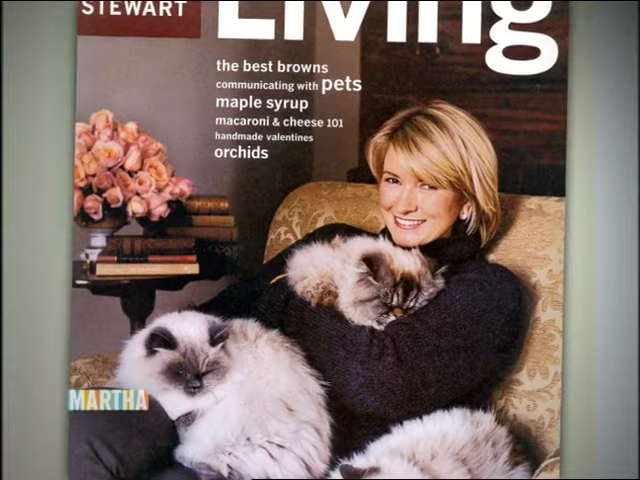 STEWART
Living
the best browns
communicating with pets
maple syrup
macaroni & cheese 101
handmade valentines
orchids
MARTHA